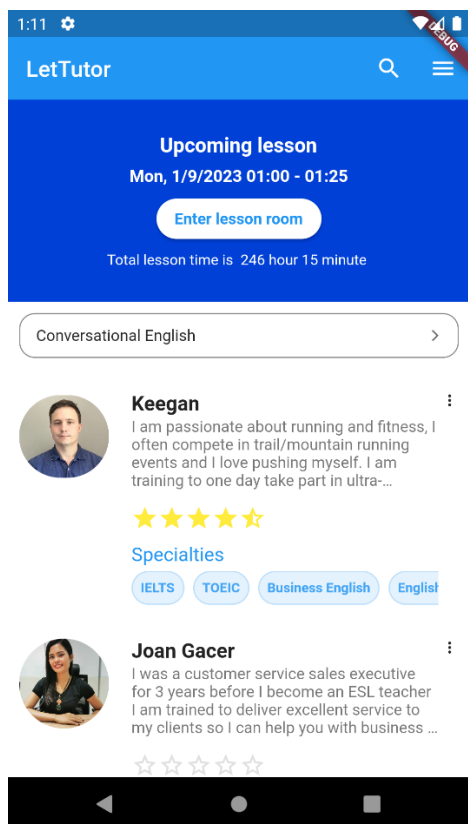 1:11
DEBUG
LetTutor
Upcoming lesson
Mon, 1/9/2023 01:00 - 01:25
Enter lesson room
Total lesson time is 246 hour 15 minute
Conversational English
Keegan
I am passionate about running and fitness, I
often compete in trail/mountain running
events and I love pushing myself. I am
training to one day take part in ultra-...
Specialties
IELTS TOEIC Business English English
Joan Gacer
I was a customer service sales executive
for 3 years before I become an ESL teacher
I am trained to deliver excellent service to
my clients so I can help you with business ...